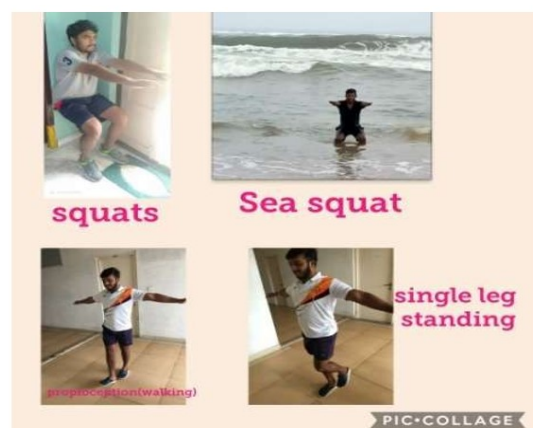 squats
Sea squat
single leg
standing
proprioception(walking)
PIC•COLLAGE